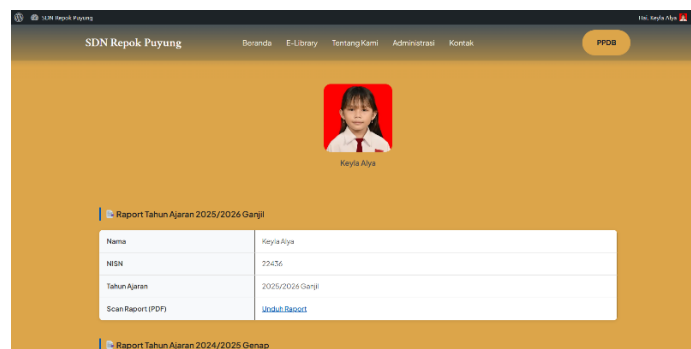 SDN Repok Puyung
Hai, Keyla Alya
SDN Repok Puyung Beranda E-Library Tentang Kami Administrasi Kontak PPDB
Keyla Alya
Raport Tahun Ajaran 2025/2026 Ganjil
Nama Keyla Alya
NISN 22436
Tahun Ajaran 2025/2026 Ganjil
Scan Raport (PDF) Unduh Raport
Raport Tahun Ajaran 2024/2025 Genap